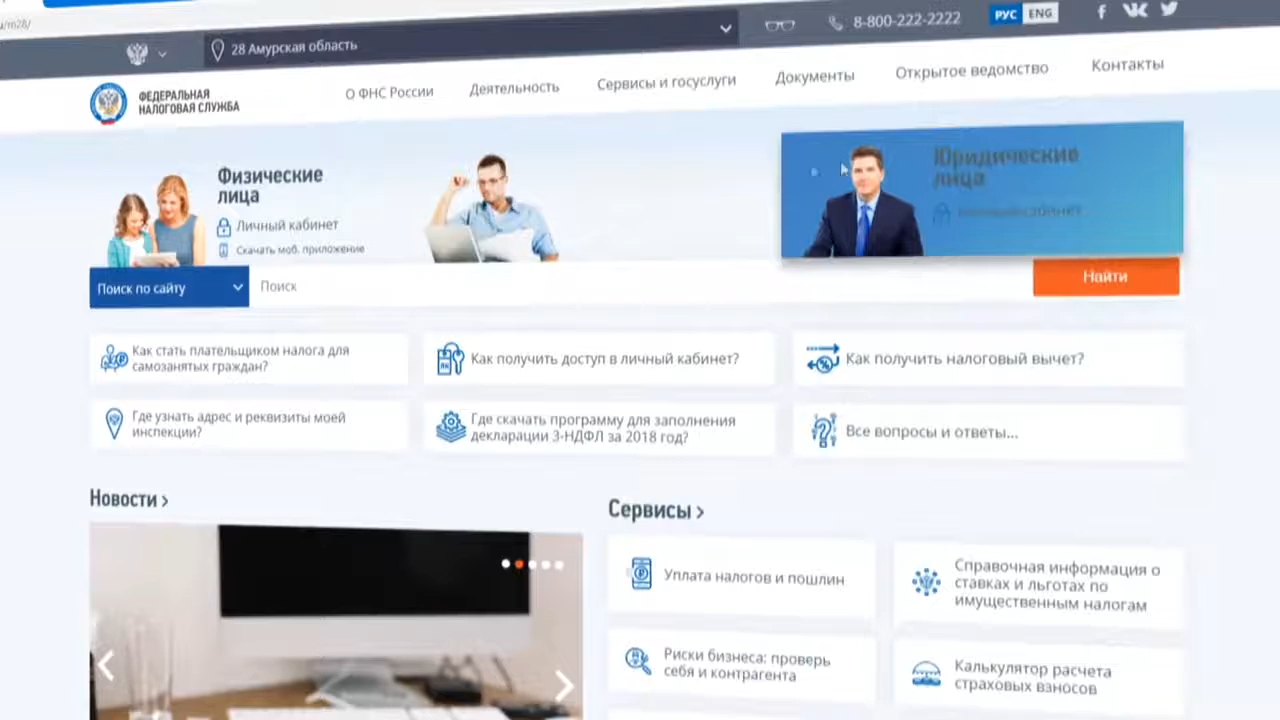 28 Амурская область
8-800-222-2222
РУС ENG
ФЕДЕРАЛЬНАЯ
НАЛОГОВАЯ СЛУЖБА
О ФНС России
Деятельность
Сервисы и госуслуги
Документы
Открытое ведомство
Контакты
Физические
лица
Личный кабинет
Скачать моб. приложение
Юридические
лица
Поиск по сайту
Поиск
Найти
Как стать плательщиком налога для
самозанятых граждан?
Как получить доступ в личный кабинет?
Как получить налоговый вычет?
Где узнать адрес и реквизиты моей
инспекции?
Где скачать программу для заполнения
декларации 3-НДФЛ за 2018 год?
Все вопросы и ответы...
Новости ›
Сервисы ›
Уплата налогов и пошлин
Справочная информация о
ставках и льготах по
имущественным налогам
Риски бизнеса: проверь
себя и контрагента
Калькулятор расчета
страховых взносов